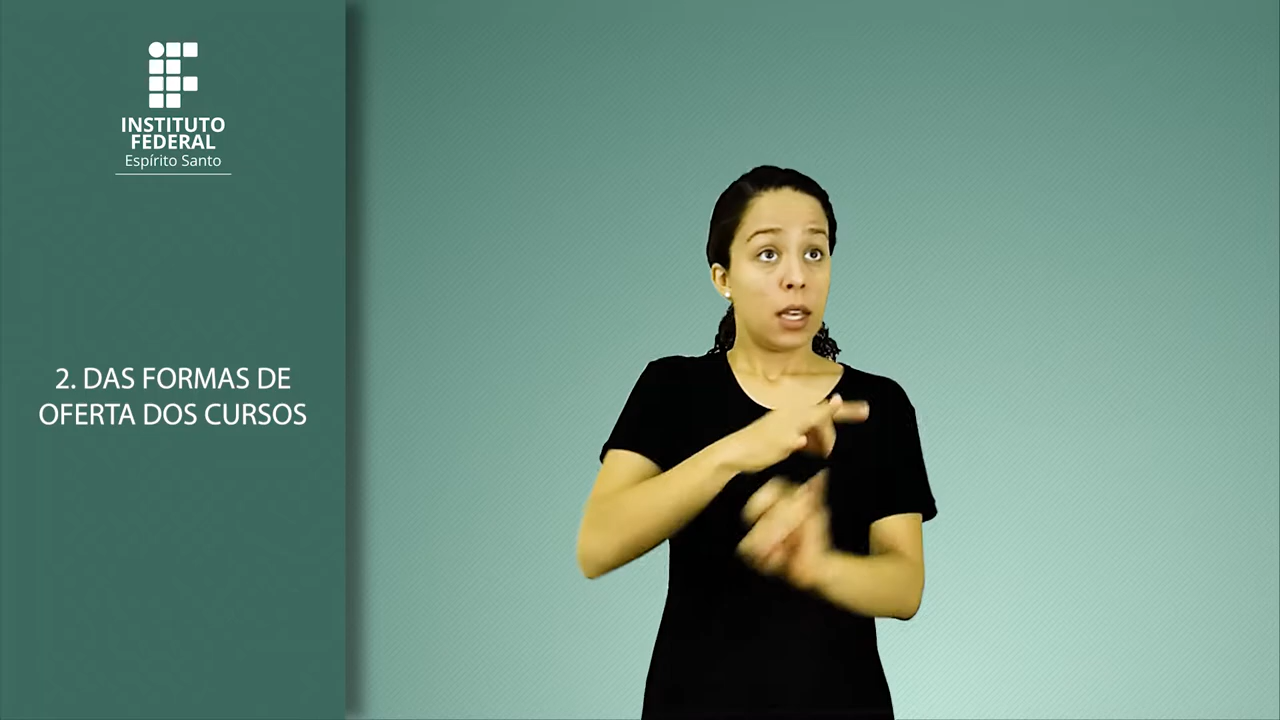 INSTITUTO
FEDERAL
Espírito Santo
2. DAS FORMAS DE
OFERTA DOS CURSOS